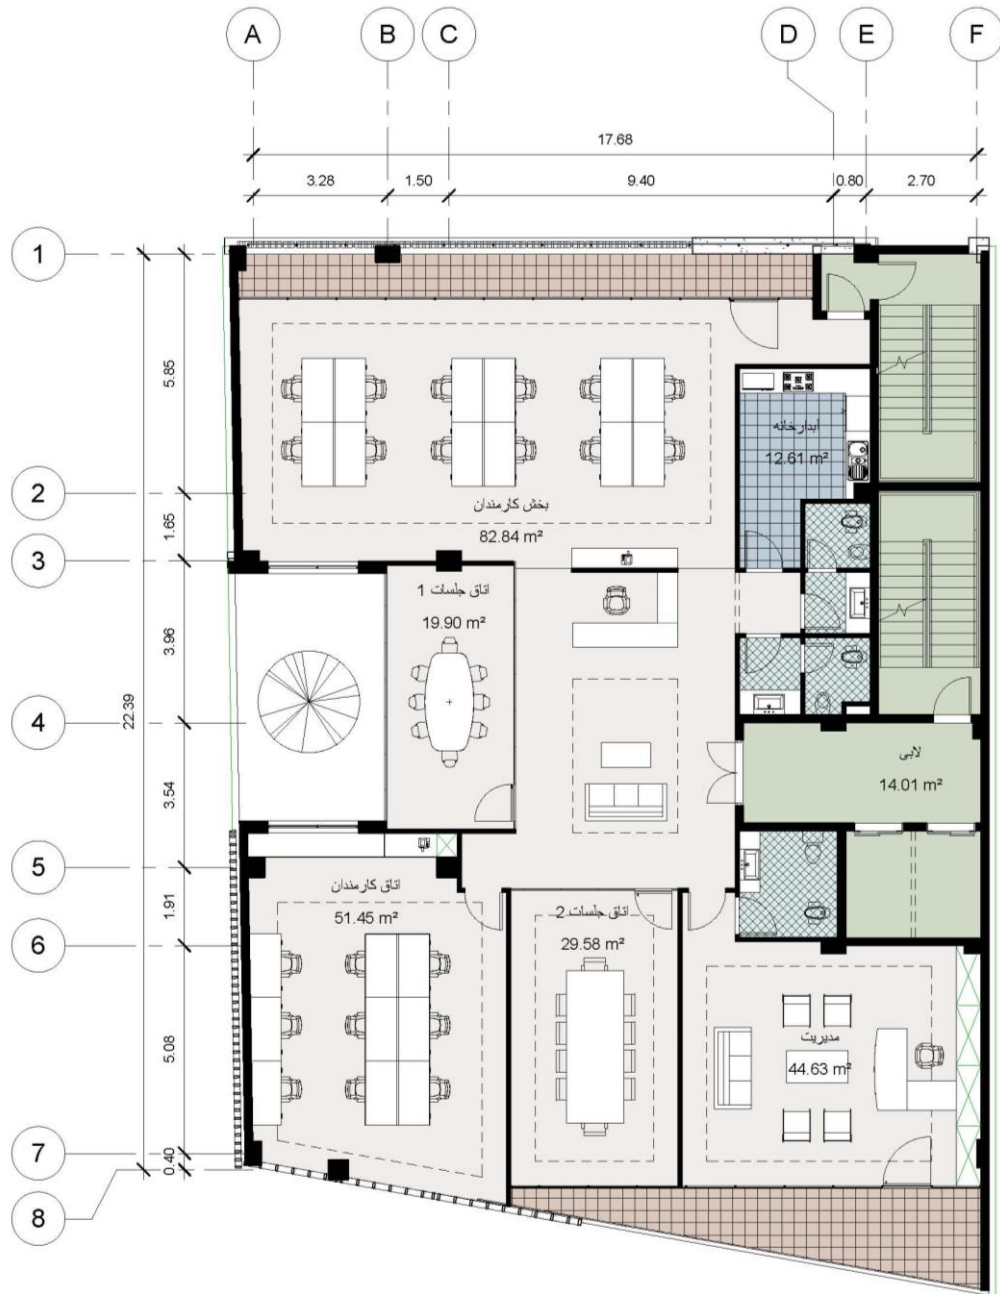 A
B
C
D
E
F
17.68
3.28
1.50
9.40
0.80
2.70
1
2
3
4
5
6
7
8
5.85
1.65
3.96
22.39
3.54
1.91
5.08
0.40
آبدارخانه
12.61 m²
بخش کارمندان
82.84 m²
اتاق جلسات 1
19.90 m²
لابی
14.01 m²
اتاق کارمندان
51.45 m²
اتاق جلسات 2
29.58 m²
مدیریت
44.63 m²